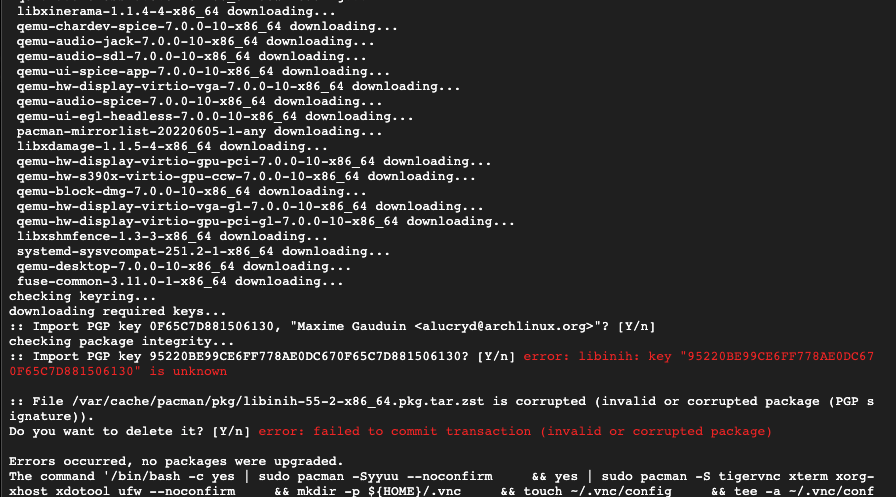 libxinerama-1.1.4-4-x86_64 downloading...
qemu-chardev-spice-7.0.0-10-x86_64 downloading...
qemu-audio-jack-7.0.0-10-x86_64 downloading...
qemu-audio-sdl-7.0.0-10-x86_64 downloading...
qemu-ui-spice-app-7.0.0-10-x86_64 downloading...
qemu-hw-display-virtio-vga-7.0.0-10-x86_64 downloading...
qemu-audio-spice-7.0.0-10-x86_64 downloading...
qemu-ui-egl-headless-7.0.0-10-x86_64 downloading...
pacman-mirrorlist-20220605-1-any downloading...
libxdamage-1.1.5-4-x86_64 downloading...
qemu-hw-display-virtio-gpu-pci-7.0.0-10-x86_64 downloading...
qemu-hw-s390x-virtio-gpu-ccw-7.0.0-10-x86_64 downloading...
qemu-block-dmg-7.0.0-10-x86_64 downloading...
qemu-hw-display-virtio-vga-gl-7.0.0-10-x86_64 downloading...
qemu-hw-display-virtio-gpu-pci-gl-7.0.0-10-x86_64 downloading...
libxshmfence-1.3-3-x86_64 downloading...
systemd-sysvcompat-251.2-1-x86_64 downloading...
qemu-desktop-7.0.0-10-x86_64 downloading...
fuse-common-3.11.0-1-x86_64 downloading...
checking keyring...
downloading required keys...
:: Import PGP key 0F65C7D881506130, "Maxime Gauduin <alucryd@archlinux.org>"? [Y/n]
checking package integrity...
:: Import PGP key 95220BE99CE6FF778AE0DC670F65C7D881506130? [Y/n] error: libinih: key "95220BE99CE6FF778AE0DC67
0F65C7D881506130" is unknown
:: File /var/cache/pacman/pkg/libinih-55-2-x86_64.pkg.tar.zst is corrupted (invalid or corrupted package (PGP s
ignature)).
Do you want to delete it? [Y/n] error: failed to commit transaction (invalid or corrupted package)
Errors occurred, no packages were upgraded.
The command '/bin/bash -c yes | sudo pacman -Syyuu --noconfirm     && yes | sudo pacman -S tigervnc xterm xorg-
xhost xdotool ufw --noconfirm     && mkdir -p ${HOME}/.vnc     && touch ~/.vnc/config     && tee -a ~/.vnc/conf